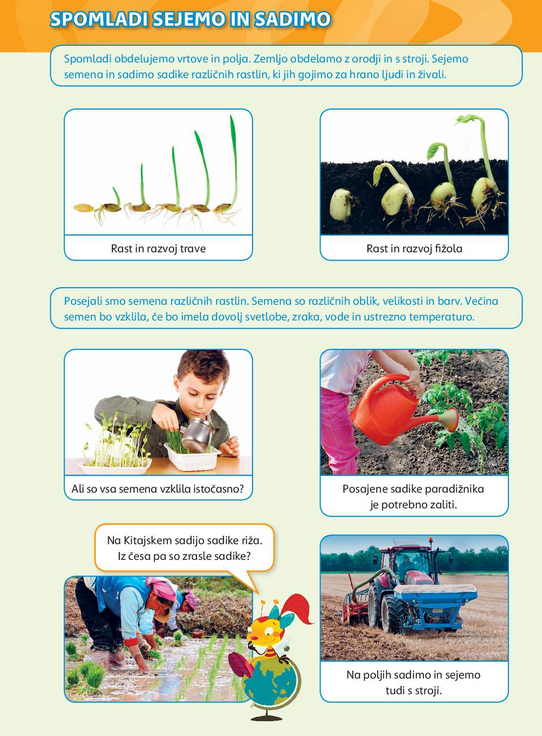 SPOMLADI SEJEMO IN SADIMO
Spomladi obdelujemo vrtove in polja. Zemljo obdelamo z orodji in s stroji. Sejemo
semena in sadimo sadike različnih rastlin, ki jih gojimo za hrano ljudi in živali.
Rast in razvoj trave
Rast in razvoj fižola
Posejali smo semena različnih rastlin. Semena so različnih oblik, velikosti in barv. Večina
semen bo vzklila, če bo imela dovolj svetlobe, zraka, vode in ustrezno temperaturo.
Ali so vsa semena vzklila istočasno?
Posajene sadike paradižnika
je potrebno zaliti.
Na Kitajskem sadijo sadike riža.
Iz česa pa so zrasle sadike?
Na poljih sadimo in sejemo
tudi s stroji.